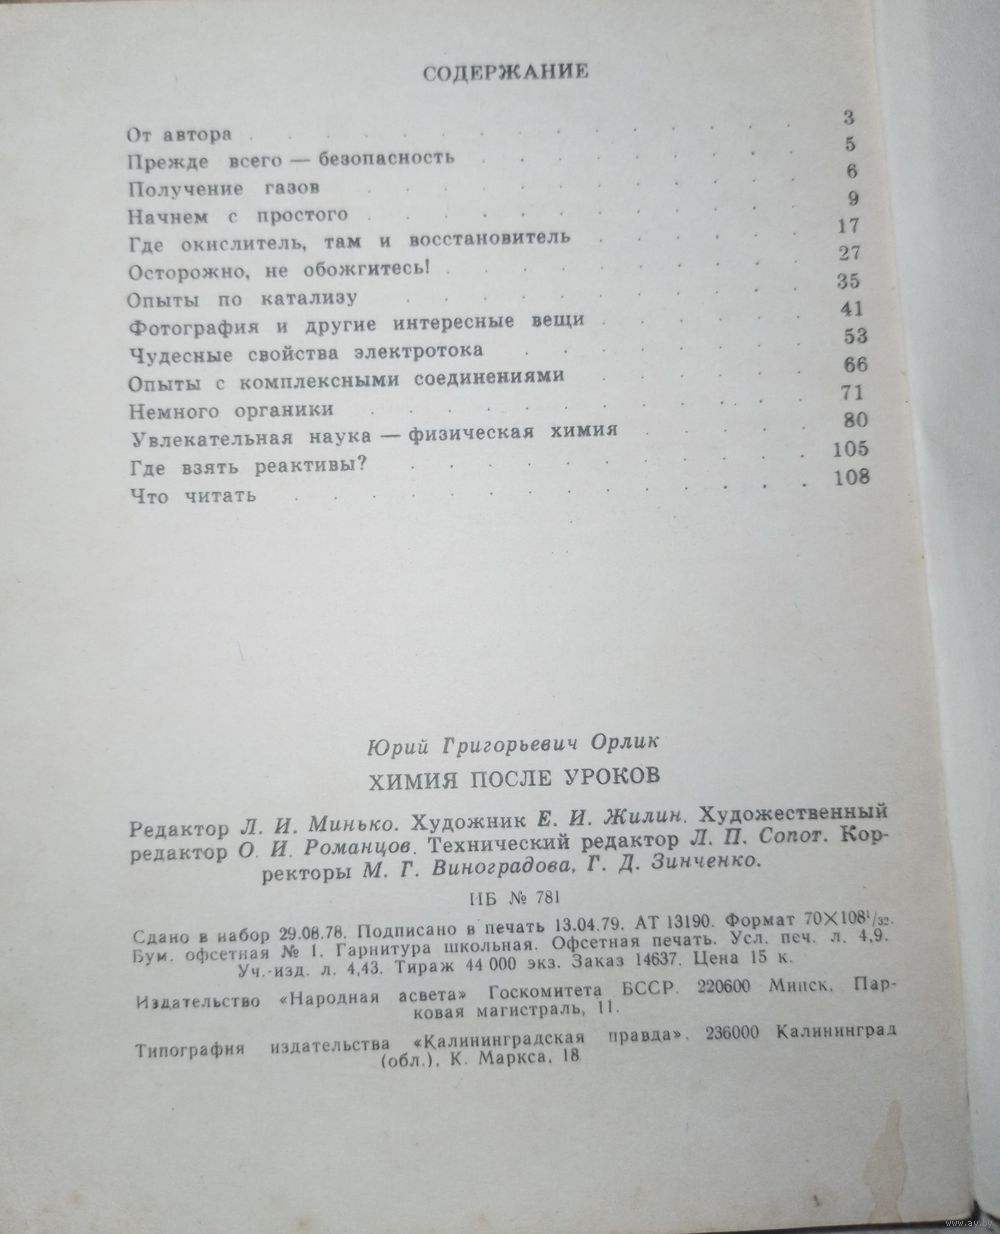 СОДЕРЖАНИЕ
От автора . . . . . . . . . . . . . 3
Прежде всего — безопасность . . . . . . . . 5
Получение газов . . . . . . . . . . . 6
Начнем с простого . . . . . . . . . . . 9
Где окислитель, там и восстановитель . . . . . . 17
Осторожно, не обожгитесь! . . . . . . . . . 27
Опыты по катализу . . . . . . . . . . 35
Фотография и другие интересные вещи . . . . . . 41
Чудесные свойства электротока . . . . . . . 53
Опыты с комплексными соединениями . . . . . . 66
Немного органики . . . . . . . . . . . 71
Увлекательная наука — физическая химия . . . . . 80
Где взять реактивы? . . . . . . . . . . 105
Что читать . . . . . . . . . . . . 108
Юрий Григорьевич Орлик
ХИМИЯ ПОСЛЕ УРОКОВ
Редактор Л. И. Минько. Художник Е. И. Жилин. Художественный
редактор О. И. Романцов. Технический редактор Л. П. Сопот. Кор-
ректоры М. Г. Виноградова, Г. Д. Зинченко.
ИБ № 781
Сдано в набор 29.08.78. Подписано в печать 13.04.79. АТ 13190. Формат 70×108¹/₃₂.
Бум. офсетная № 1. Гарнитура школьная. Офсетная печать. Усл. печ. л. 4,9.
Уч.-изд. л. 4,43. Тираж 44 000 экз. Заказ 14637. Цена 15 к.
Издательство «Народная асвета» Госкомитета БССР. 220600 Минск, Пар-
ковая магистраль, 11.
Типография издательства «Калининградская правда», 236000 Калининград
(обл.), К. Маркса, 18
www.ay.by